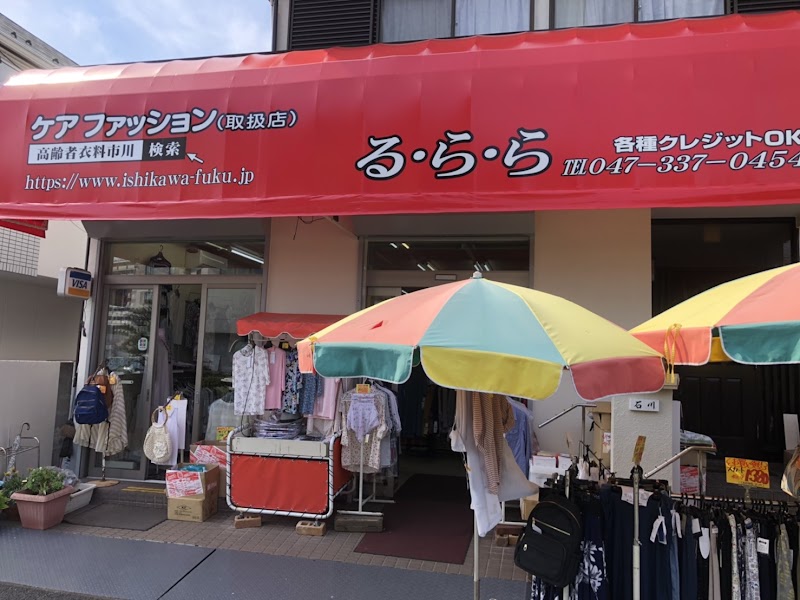 ケア ファッション(取扱店)
高齢者衣料市川 検索
https://www.ishikawa-fuku.jp
る・ら・ら
各種クレジットOK
TEL047-337-0454
VISA
石川